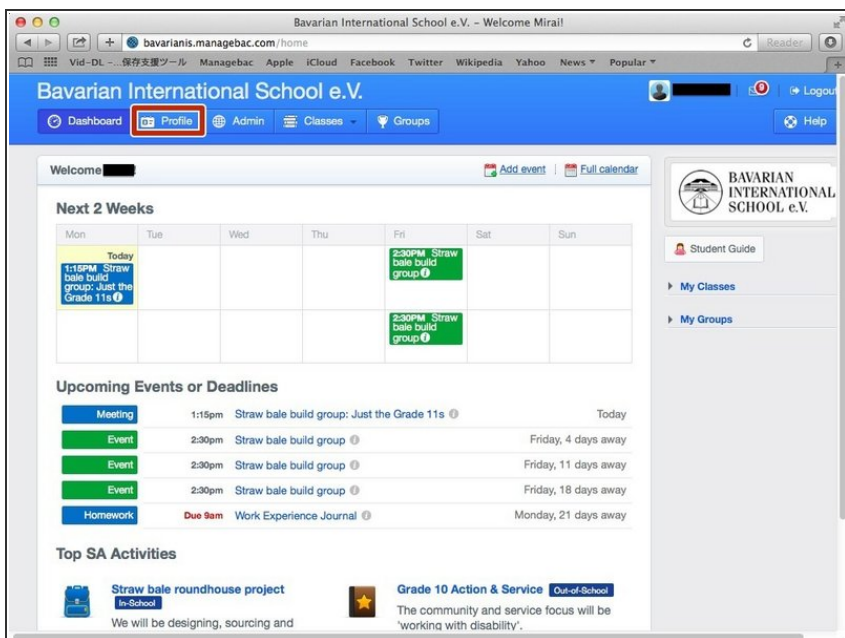 Bavarian International School e.V. – Welcome Mirai!
bavarianis.managebac.com/home
Reader
Vid-DL -...保存支援ツール Managebac Apple iCloud Facebook Twitter Wikipedia Yahoo News Popular
Bavarian International School e.V.
0 Logout
Dashboard Profile Admin Classes Groups Help
Welcome !
Add event | Full calendar
BAVARIAN
INTERNATIONAL
SCHOOL e.V.
Next 2 Weeks
Mon Tue Wed Thu Fri Sat Sun
Today
1:15PM Straw
bale build
group: Just the
Grade 11s
2:30PM Straw
bale build
group
2:30PM Straw
bale build
group
Student Guide
My Classes
My Groups
Upcoming Events or Deadlines
Meeting 1:15pm Straw bale build group: Just the Grade 11s Today
Event 2:30pm Straw bale build group Friday, 4 days away
Event 2:30pm Straw bale build group Friday, 11 days away
Event 2:30pm Straw bale build group Friday, 18 days away
Homework Due 9am Work Experience Journal Monday, 21 days away
Top SA Activities
Straw bale roundhouse project
In-School
We will be designing, sourcing and
Grade 10 Action & Service Out-of-School
The community and service focus will be
'working with disability'.